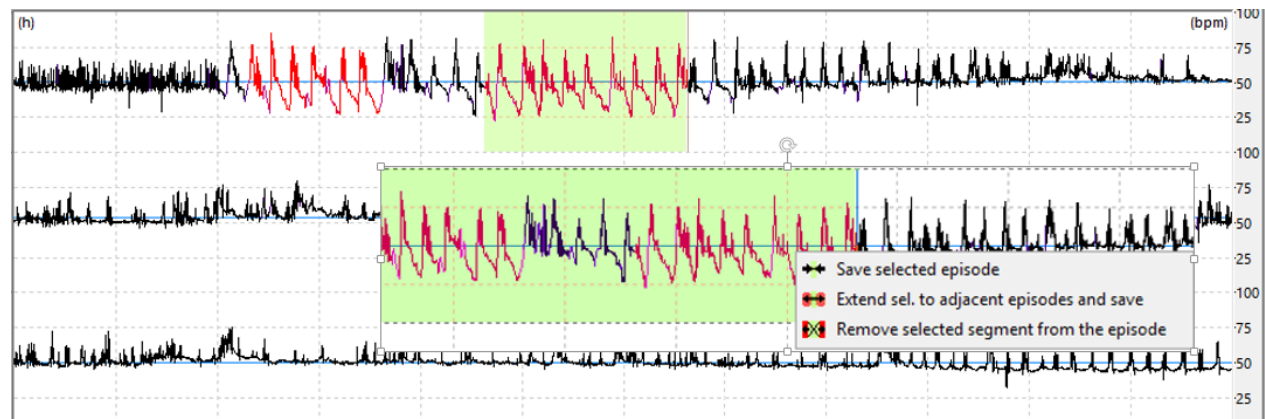 (h)
(bpm)
100
75
50
25
100
75
50
25
100
75
50
25
Save selected episode
Extend sel. to adjacent episodes and save
Remove selected segment from the episode